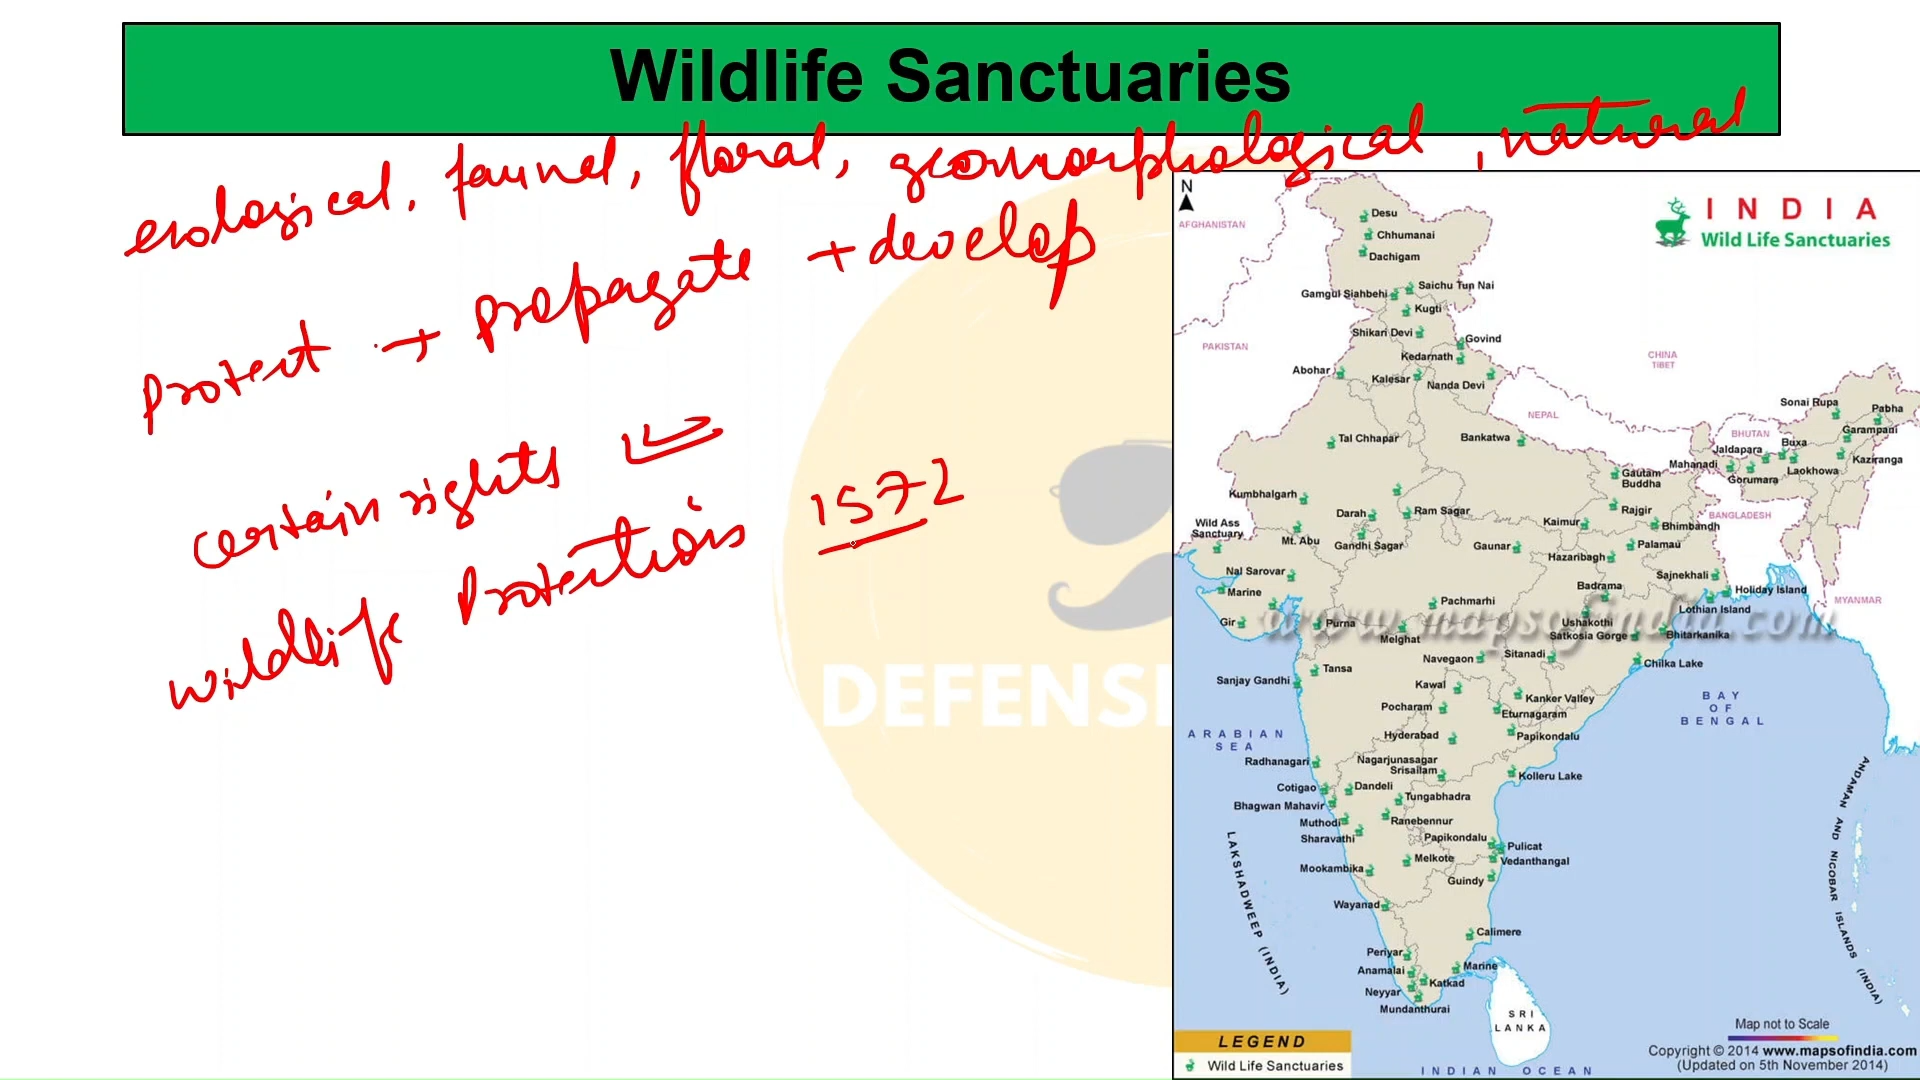 Wildlife Sanctuaries
ecological, faunal, floral, geomorphological, natural
protect → propagate + develop
certain rights
wildlife Protection 1972
DEFENS
N
INDIA
Wild Life Sanctuaries
AFGHANISTAN
Desu
Chhumanai
Dachigam
Saichu Tun Nai
Gamgul Siahbehi
Kugti
Shikari Devi
Govind
PAKISTAN
Kedarnath
CHINA
TIBET
Abohar
Kalesar
Nanda Devi
Sonai Rupa
Pabha
NEPAL
Garampani
BHUTAN
Buxa
Tal Chhapar
Bankatwa
Jaldapara
Kaziranga
Mahanadi
Laokhowa
Gorumara
Gautam
Buddha
Kumbhalgarh
Darah
Ram Sagar
Rajgir
BANGLADESH
Wild Ass
Sanctuary
Kaimur
Bhimbandh
Mt. Abu
Gandhi Sagar
Gaunar
Palamau
Hazaribagh
Nal Sarovar
Sajnekhali
Marine
Badrama
Holiday Island
Pachmarhi
MYANMAR
Lothian Island
www.mapsofindia.com
Gir
Purna
Ushakothi
Melghat
Satkosia Gorge
Bhitarkanika
Navegaon
Sitanadi
Chilka Lake
Tansa
Sanjay Gandhi
Kawal
Kanker Valley
BAY
OF
BENGAL
Pocharam
Eturnagaram
ARABIAN
SEA
Hyderabad
Papikondalu
Radhanagari
Nagarjunasagar
Srisailam
Kolleru Lake
Cotigao
Dandeli
Tungabhadra
Bhagwan Mahavir
Muthodi
Ranebennur
Sharavathi
Papikondalu
Pulicat
Melkote
Vedanthangal
Mookambika
Guindy
Wayanad
LAKSHADWEEP (INDIA)
ANDAMAN AND NICOBAR ISLANDS (INDIA)
Calimere
Periyar
Marine
Anamalai
Katkad
Neyyar
Mundanthurai
SRI
LANKA
Map not to Scale
LEGEND
Wild Life Sanctuaries
Copyright © 2014 www.mapsofindia.com
(Updated on 5th November 2014)
INDIAN OCEAN